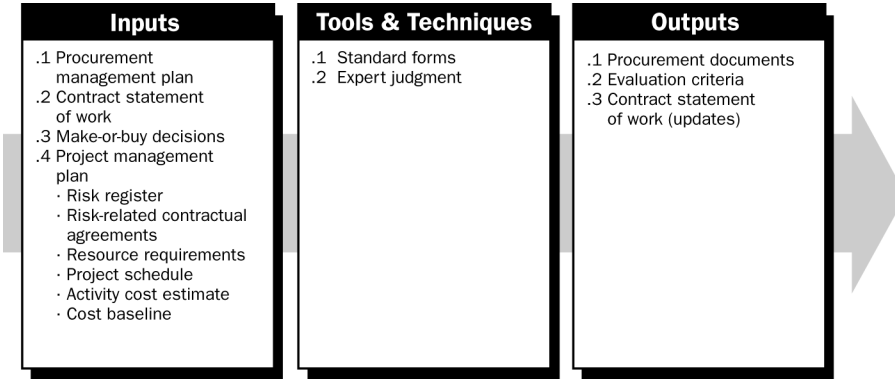 Inputs
.1 Procurement
management plan
.2 Contract statement
of work
.3 Make-or-buy decisions
.4 Project management
plan
· Risk register
· Risk-related contractual
agreements
· Resource requirements
· Project schedule
· Activity cost estimate
· Cost baseline
Tools & Techniques
.1 Standard forms
.2 Expert judgment
Outputs
.1 Procurement documents
.2 Evaluation criteria
.3 Contract statement
of work (updates)